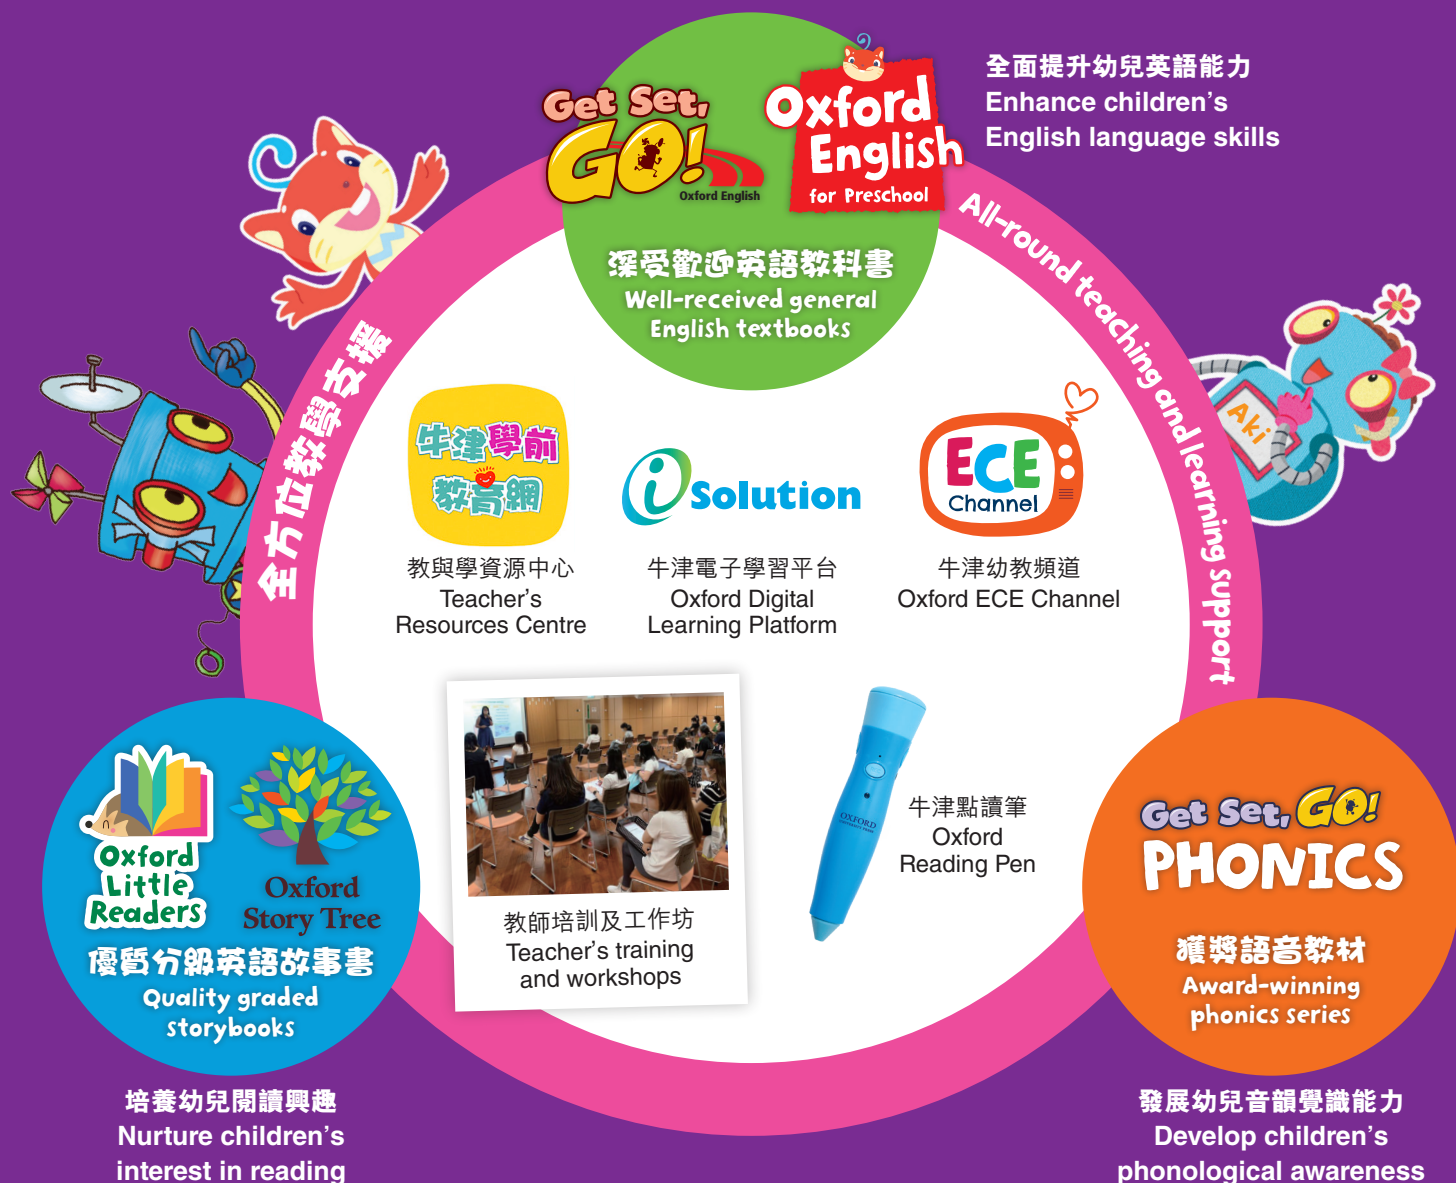 Get Set,
GO!
Oxford English
Oxford
English
for Preschool
全面提升幼兒英語能力
Enhance children's
English language skills
深受歡迎英語教科書
Well-received general
English textbooks
全方位教學支援
All-round teaching and learning support
Aki
牛津學前
教育網
教與學資源中心
Teacher's
Resources Centre
iSolution
牛津電子學習平台
Oxford Digital
Learning Platform
ECE
Channel
牛津幼教頻道
Oxford ECE Channel
教師培訓及工作坊
Teacher's training
and workshops
OXFORD
UNIVERSITY PRESS
牛津點讀筆
Oxford
Reading Pen
Oxford
Little
Readers
Oxford
Story Tree
優質分級英語故事書
Quality graded
storybooks
培養幼兒閱讀興趣
Nurture children's
interest in reading
Get Set, GO!
PHONICS
獲獎語音教材
Award-winning
phonics series
發展幼兒音韻覺識能力
Develop children's
phonological awareness